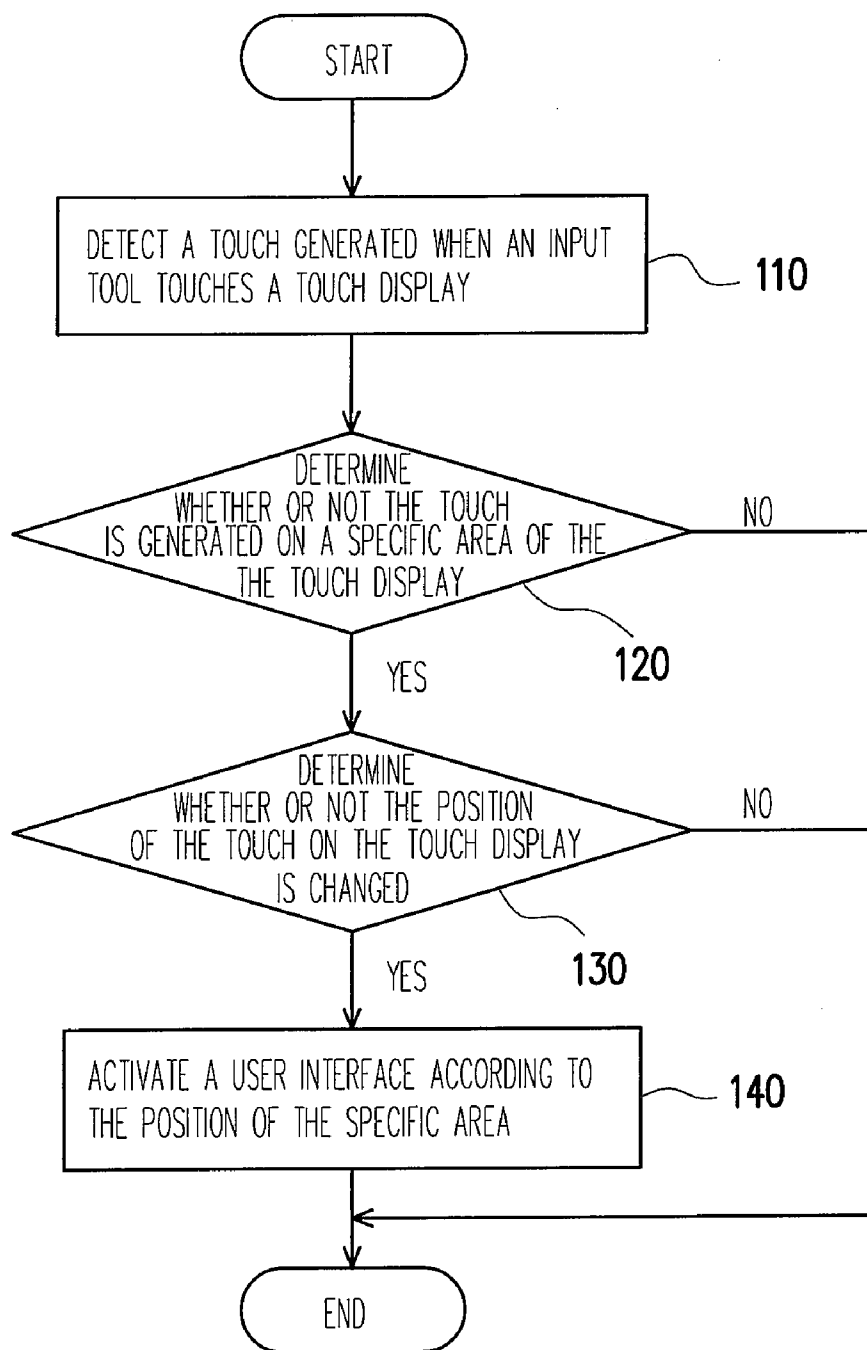 START
DETECT A TOUCH GENERATED WHEN AN INPUT
TOOL TOUCHES A TOUCH DISPLAY
110
DETERMINE
WHETHER OR NOT THE TOUCH
IS GENERATED ON A SPECIFIC AREA OF THE
THE TOUCH DISPLAY
NO
120
YES
DETERMINE
WHETHER OR NOT THE POSITION
OF THE TOUCH ON THE TOUCH DISPLAY
IS CHANGED
NO
130
YES
ACTIVATE A USER INTERFACE ACCORDING TO
THE POSITION OF THE SPECIFIC AREA
140
END